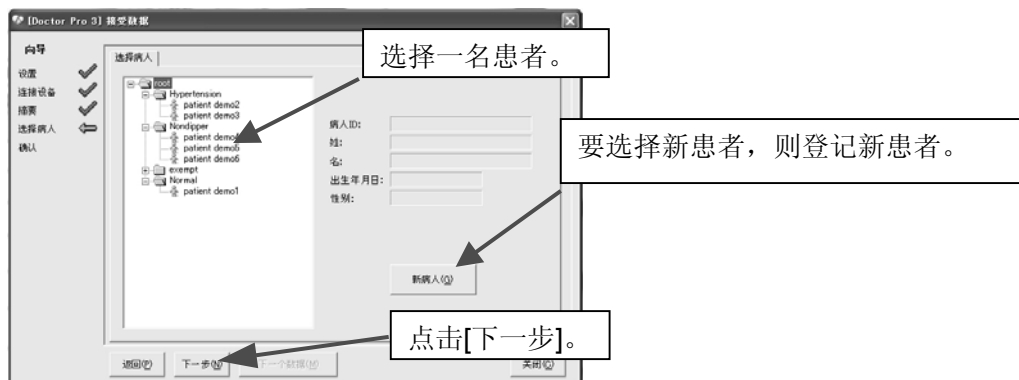 [Doctor Pro 3] 接受数据
向导
设置
连接设备
摘要
选择病人
确认
选择病人
root
Hypertension
patient demo2
patient demo3
Nondipper
patient demo4
patient demo5
patient demo6
exempt
Normal
patient demo1
病人ID:
姓:
名:
出生年月日:
性别:
新病人(Q)
选择一名患者。
要选择新患者，则登记新患者。
点击[下一步]。
返回(P)
下一步(N)
下一个数据(M)
关闭(C)